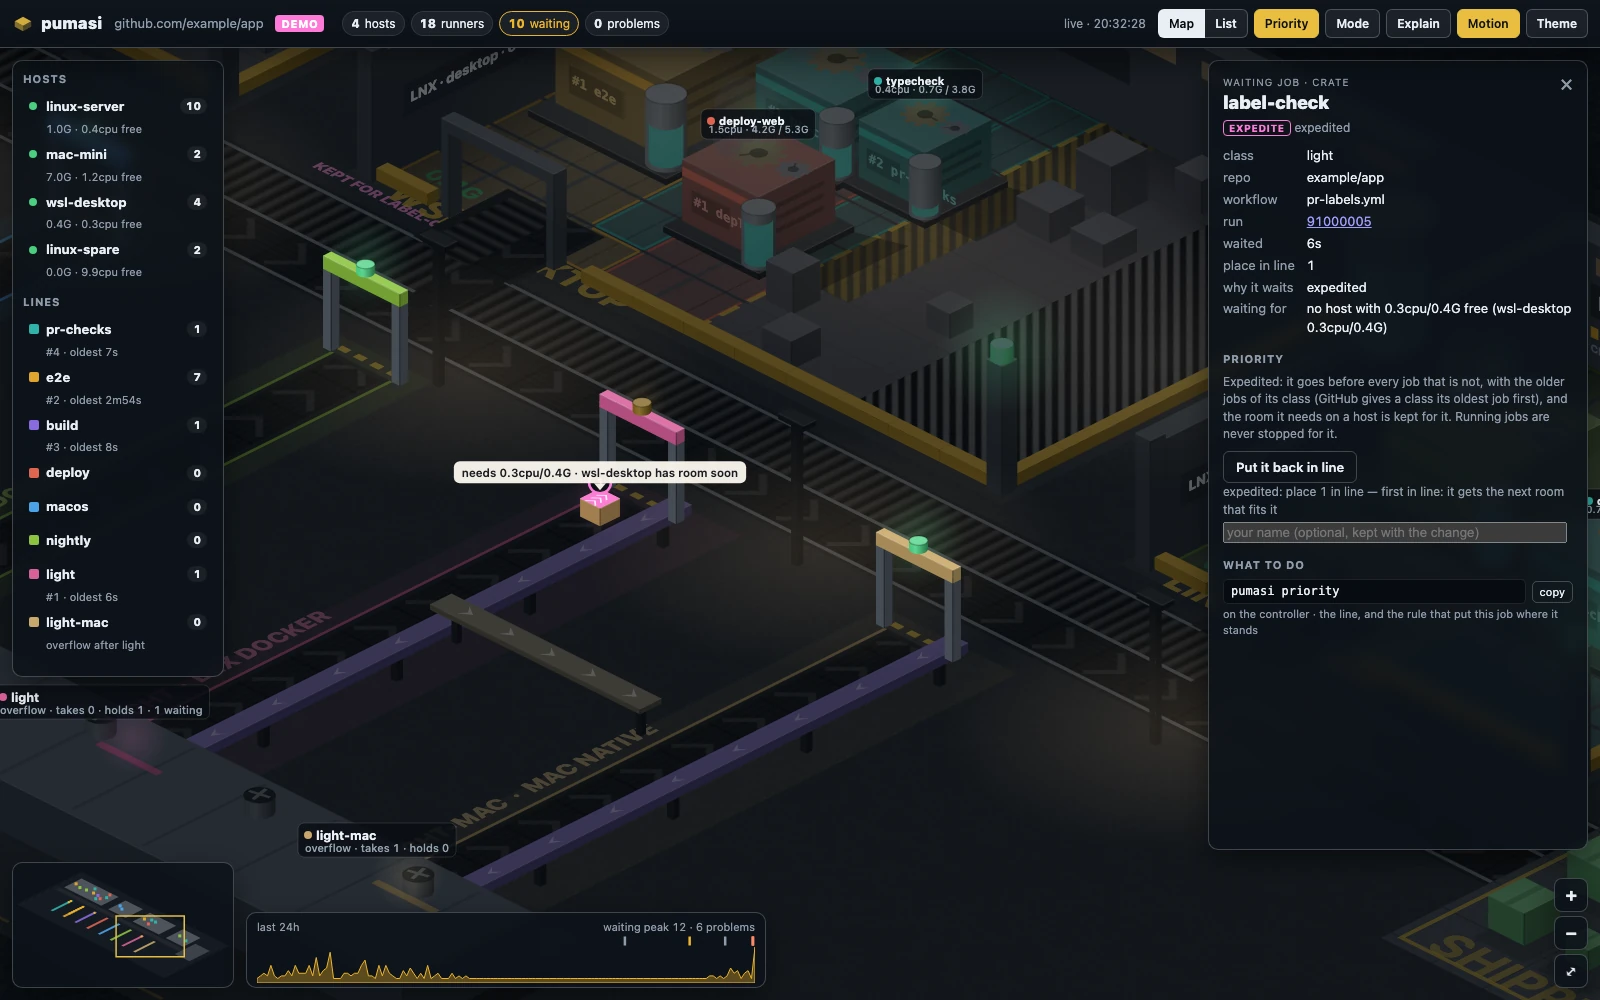 pumasi github.com/example/app DEMO 4 hosts 18 runners 10 waiting 0 problems live · 20:32:28 Map List Priority Mode Explain Motion Theme
HOSTS
linux-server 10
1.0G · 0.4cpu free
mac-mini 2
7.0G · 1.2cpu free
wsl-desktop 4
0.4G · 0.3cpu free
linux-spare 2
0.0G · 9.9cpu free
LINES
pr-checks 1
#4 · oldest 7s
e2e 7
#2 · oldest 2m54s
build 1
#3 · oldest 8s
deploy 0
macos 0
nightly 0
light 1
#1 · oldest 6s
light-mac 0
overflow after light
LNX - desktop
#1 e2e
typecheck
0.4cpu · 0.7G / 3.8G
deploy-web
1.5cpu · 4.2G / 5.3G
#2 pr-
ks
#1
KEPT FOR LABEL-C
needs 0.3cpu/0.4G · wsl-desktop has room soon
DOCKER
MAC · MAC NATIVE
light
overflow · takes 0 · holds 1 · 1 waiting
light-mac
overflow · takes 1 · holds 0
last 24h waiting peak 12 · 6 problems
WAITING JOB · CRATE
label-check
EXPEDITE expedited
class light
repo example/app
workflow pr-labels.yml
run 91000005
waited 6s
place in line 1
why it waits expedited
waiting for no host with 0.3cpu/0.4G free (wsl-desktop
0.3cpu/0.4G)
PRIORITY
Expedited: it goes before every job that is not, with the older
jobs of its class (GitHub gives a class its oldest job first), and
the room it needs on a host is kept for it. Running jobs are
never stopped for it.
Put it back in line
expedited: place 1 in line — first in line: it gets the next room
that fits it
your name (optional, kept with the change)
WHAT TO DO
pumasi priority copy
on the controller · the line, and the rule that put this job where it
stands